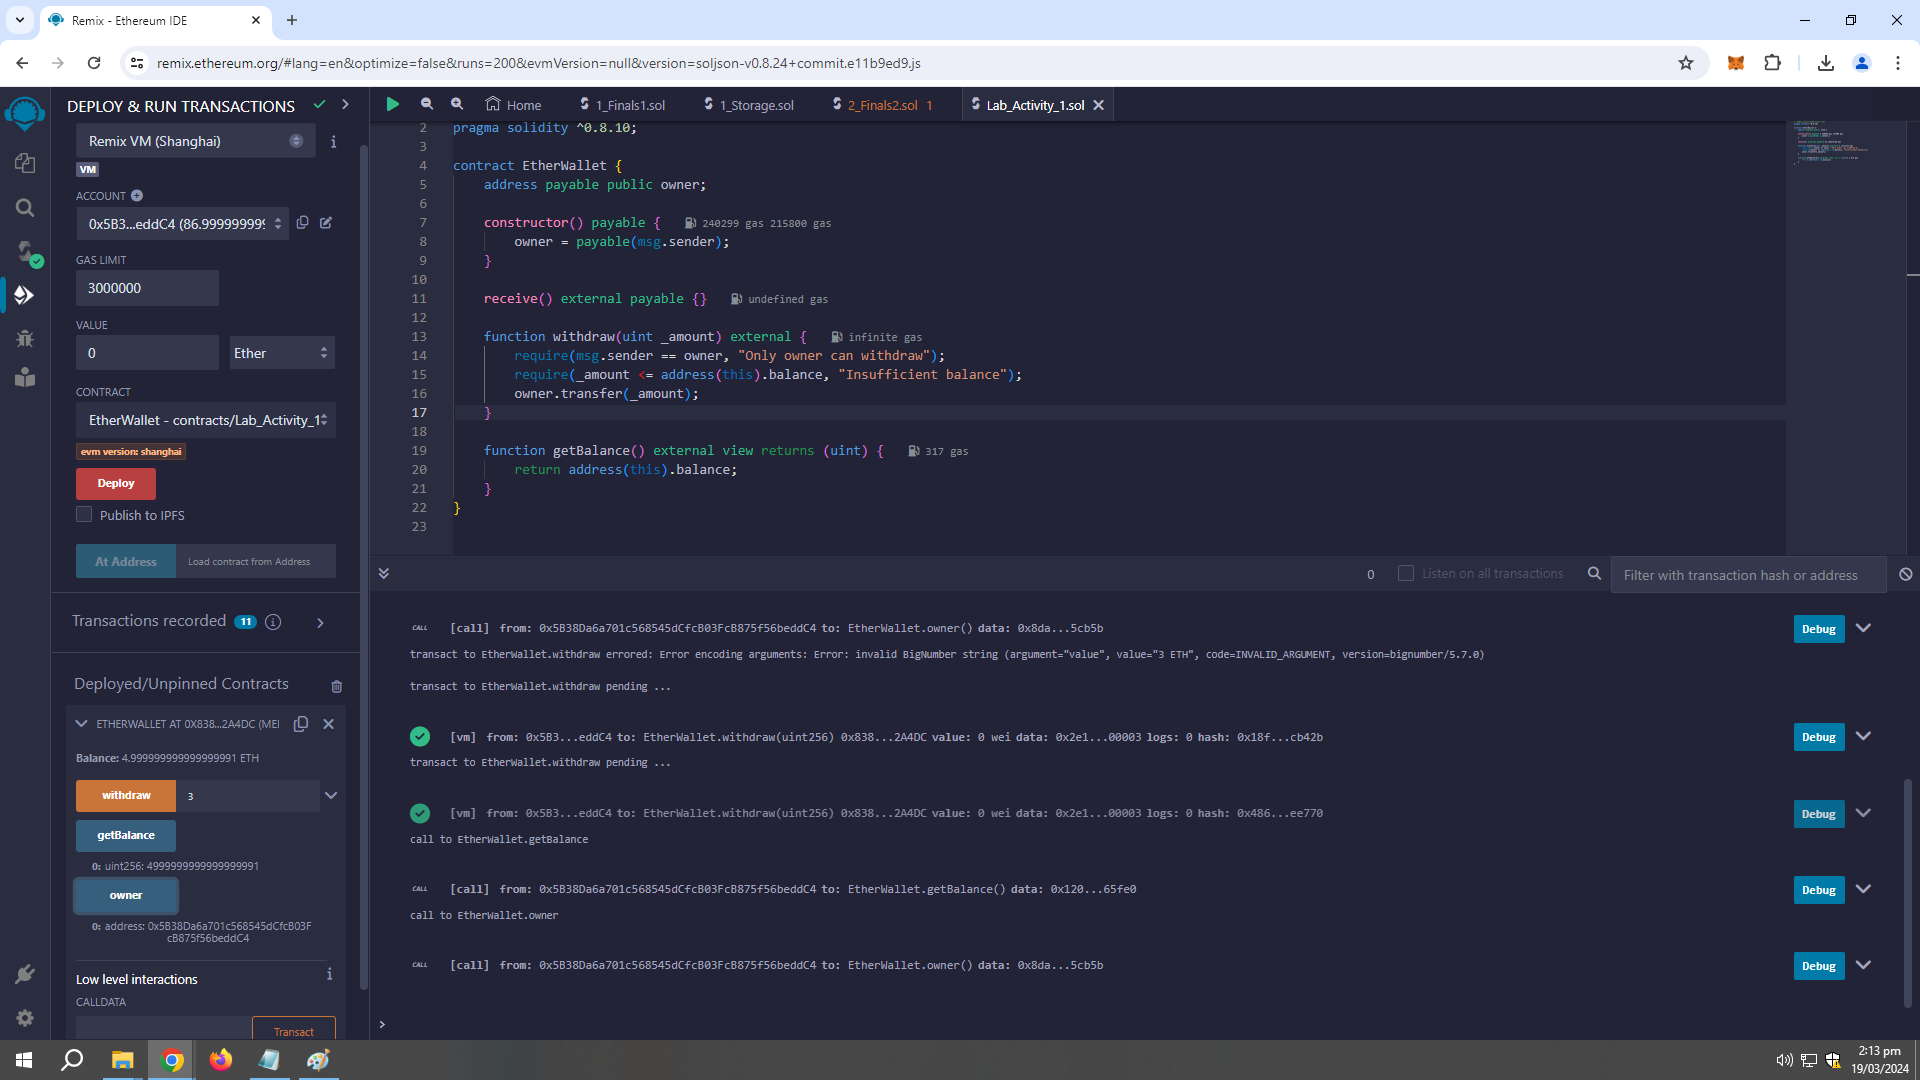 Remix - Ethereum IDE
remix.ethereum.org/#lang=en&optimize=false&runs=200&evmVersion=null&version=soljson-v0.8.24+commit.e11b9ed9.js
DEPLOY & RUN TRANSACTIONS
Remix VM (Shanghai)
VM
ACCOUNT
0x5B3...eddC4 (86.999999999
GAS LIMIT
3000000
VALUE
0
Ether
CONTRACT
EtherWallet - contracts/Lab_Activity_1
evm version: shanghai
Deploy
Publish to IPFS
At Address
Load contract from Address
Transactions recorded 11
Deployed/Unpinned Contracts
ETHERWALLET AT 0X838...2A4DC (MEI
Balance: 4.999999999999999991 ETH
withdraw
3
getBalance
0: uint256: 4999999999999999991
owner
0: address: 0x5B38Da6a701c568545dCfcB03F
cB875f56beddC4
Low level interactions
CALLDATA
Transact
Home
1_Finals1.sol
1_Storage.sol
2_Finals2.sol 1
Lab_Activity_1.sol
2 pragma solidity ^0.8.10;
3
4 contract EtherWallet {
5 address payable public owner;
6
7 constructor() payable { 240299 gas 215800 gas
8 owner = payable(msg.sender);
9 }
10
11 receive() external payable {} undefined gas
12
13 function withdraw(uint _amount) external { infinite gas
14 require(msg.sender == owner, "Only owner can withdraw");
15 require(_amount <= address(this).balance, "Insufficient balance");
16 owner.transfer(_amount);
17 }
18
19 function getBalance() external view returns (uint) { 317 gas
20 return address(this).balance;
21 }
22 }
23
0
Listen on all transactions
Filter with transaction hash or address
CALL [call] from: 0x5B38Da6a701c568545dCfcB03FcB875f56beddC4 to: EtherWallet.owner() data: 0x8da...5cb5b Debug
transact to EtherWallet.withdraw errored: Error encoding arguments: Error: invalid BigNumber string (argument="value", value="3 ETH", code=INVALID_ARGUMENT, version=bignumber/5.7.0)
transact to EtherWallet.withdraw pending ...
[vm] from: 0x5B3...eddC4 to: EtherWallet.withdraw(uint256) 0x838...2A4DC value: 0 wei data: 0x2e1...00003 logs: 0 hash: 0x18f...cb42b Debug
transact to EtherWallet.withdraw pending ...
[vm] from: 0x5B3...eddC4 to: EtherWallet.withdraw(uint256) 0x838...2A4DC value: 0 wei data: 0x2e1...00003 logs: 0 hash: 0x486...ee770 Debug
call to EtherWallet.getBalance
CALL [call] from: 0x5B38Da6a701c568545dCfcB03FcB875f56beddC4 to: EtherWallet.getBalance() data: 0x120...65fe0 Debug
call to EtherWallet.owner
CALL [call] from: 0x5B38Da6a701c568545dCfcB03FcB875f56beddC4 to: EtherWallet.owner() data: 0x8da...5cb5b Debug
>
2:13 pm
19/03/2024